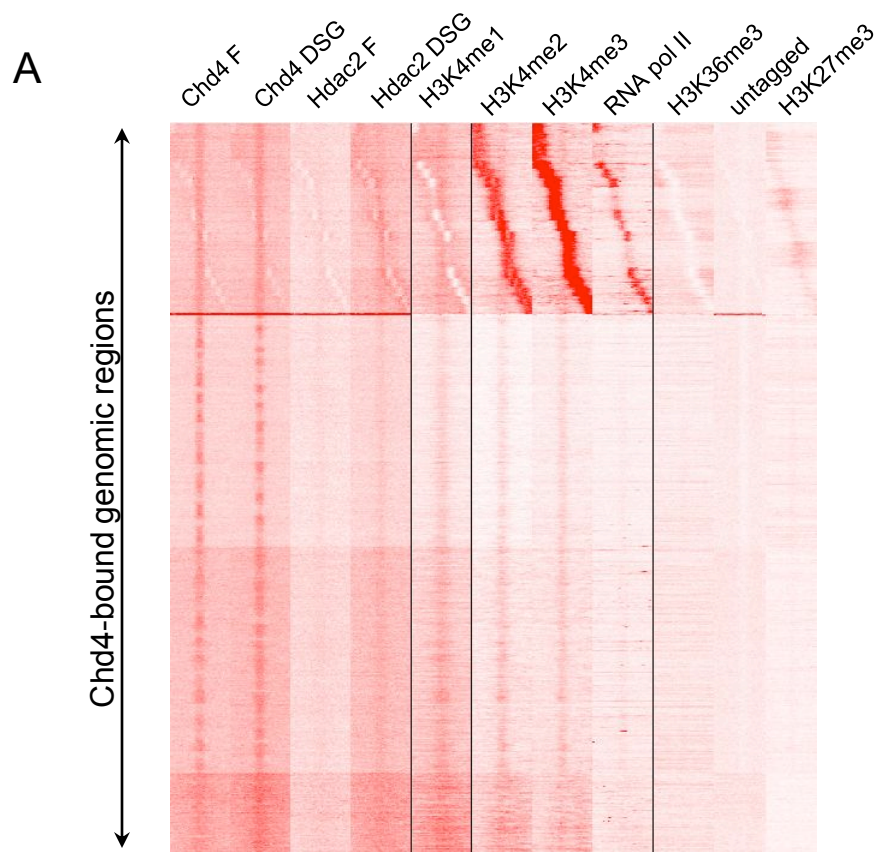 A
Chd4 F
Chd4 DSG
Hdac2 F
Hdac2 DSG
H3K4me1
H3K4me2
H3K4me3
RNA pol II
H3K36me3
untagged
H3K27me3
Chd4-bound genomic regions